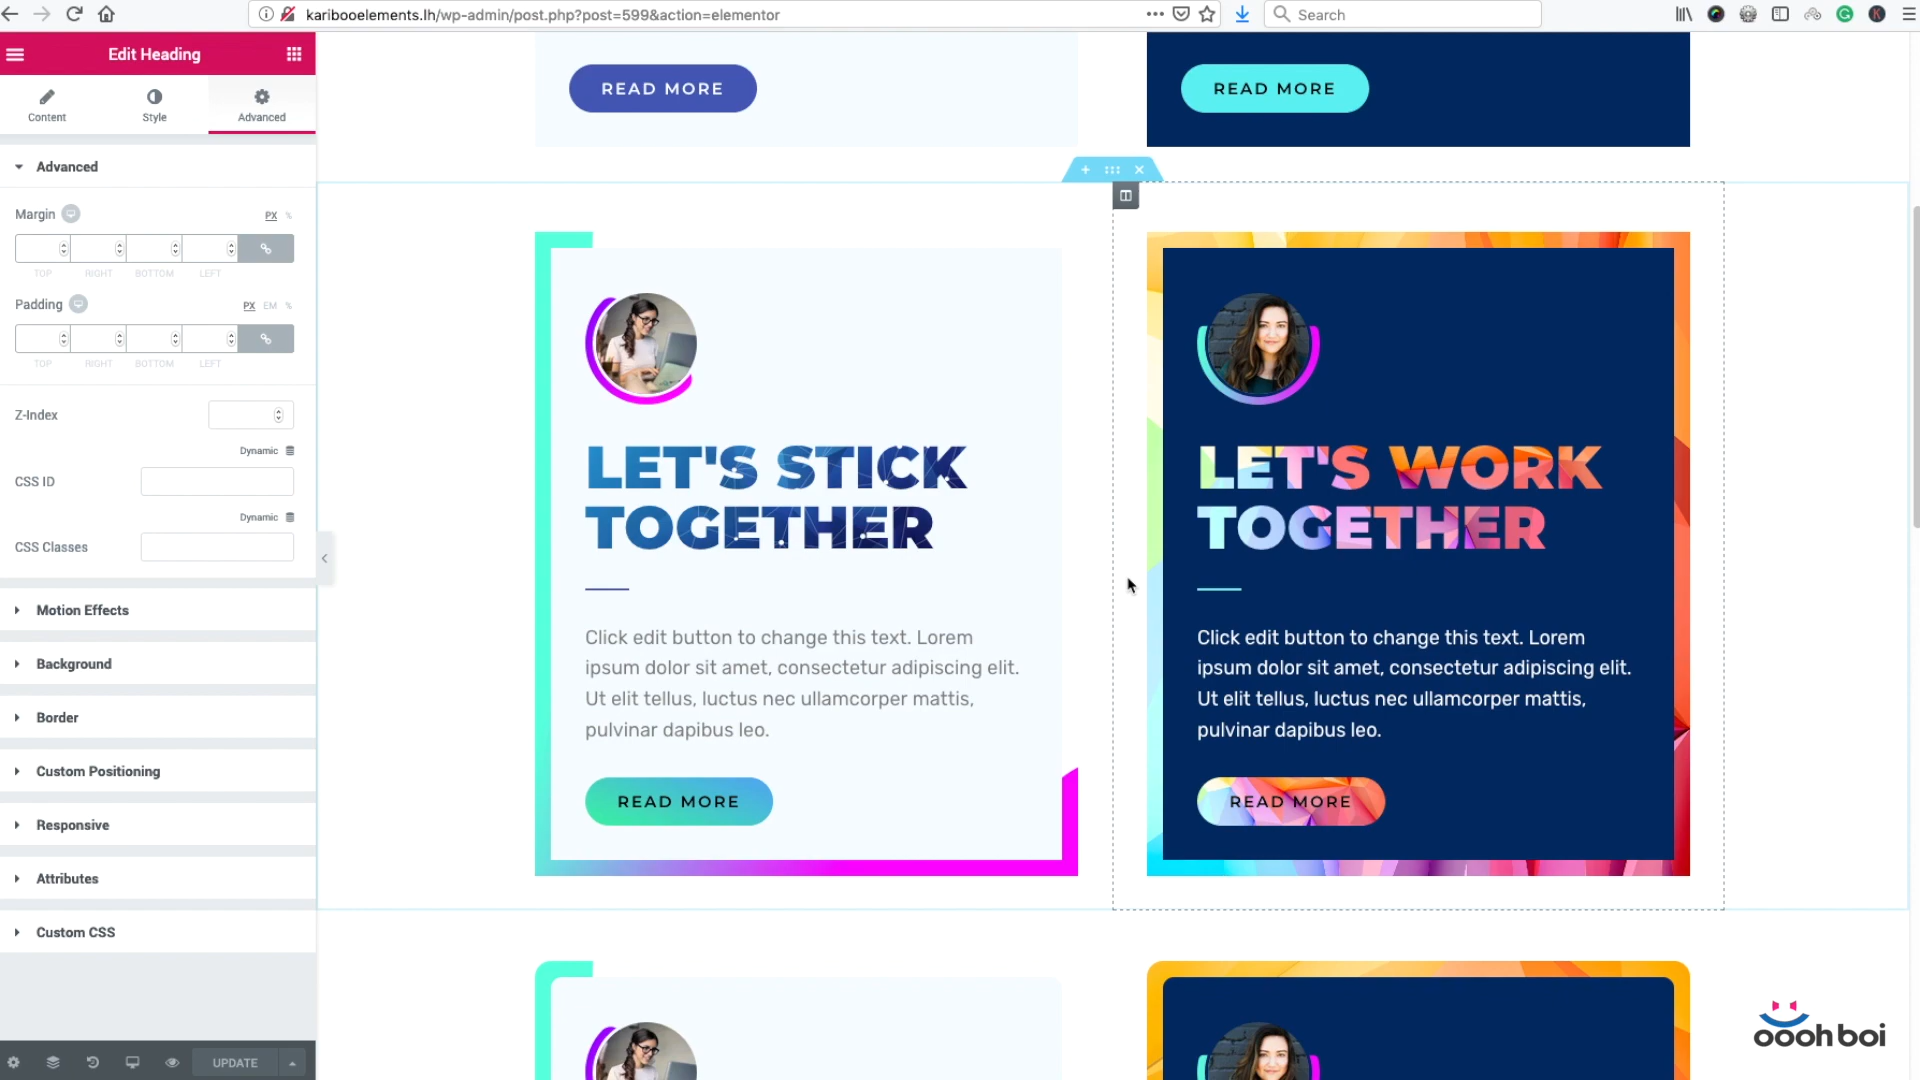 karibooelements.lh/wp-admin/post.php?post=599&action=elementor
Search
Edit Heading
Content
Style
Advanced
Advanced
Margin
PX %
TOP RIGHT BOTTOM LEFT
Padding
PX EM %
TOP RIGHT BOTTOM LEFT
Z-Index
Dynamic
CSS ID
Dynamic
CSS Classes
Motion Effects
Background
Border
Custom Positioning
Responsive
Attributes
Custom CSS
UPDATE
READ MORE
READ MORE
LET'S STICK
TOGETHER
Click edit button to change this text. Lorem
ipsum dolor sit amet, consectetur adipiscing elit.
Ut elit tellus, luctus nec ullamcorper mattis,
pulvinar dapibus leo.
READ MORE
LET'S WORK
TOGETHER
Click edit button to change this text. Lorem
ipsum dolor sit amet, consectetur adipiscing elit.
Ut elit tellus, luctus nec ullamcorper mattis,
pulvinar dapibus leo.
READ MORE
ooohboi